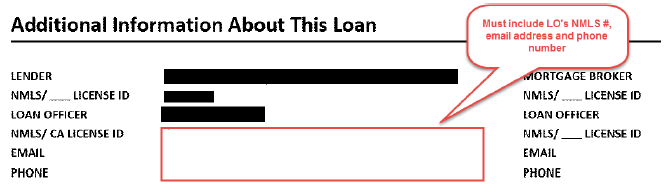 Additional Information About This Loan
Must include LO's NMLS #,
email address and phone
number
LENDER
NMLS/ ____ LICENSE ID
LOAN OFFICER
NMLS/ CA LICENSE ID
EMAIL
PHONE
MORTGAGE BROKER
NMLS/ ___ LICENSE ID
LOAN OFFICER
NMLS/ ___ LICENSE ID
EMAIL
PHONE